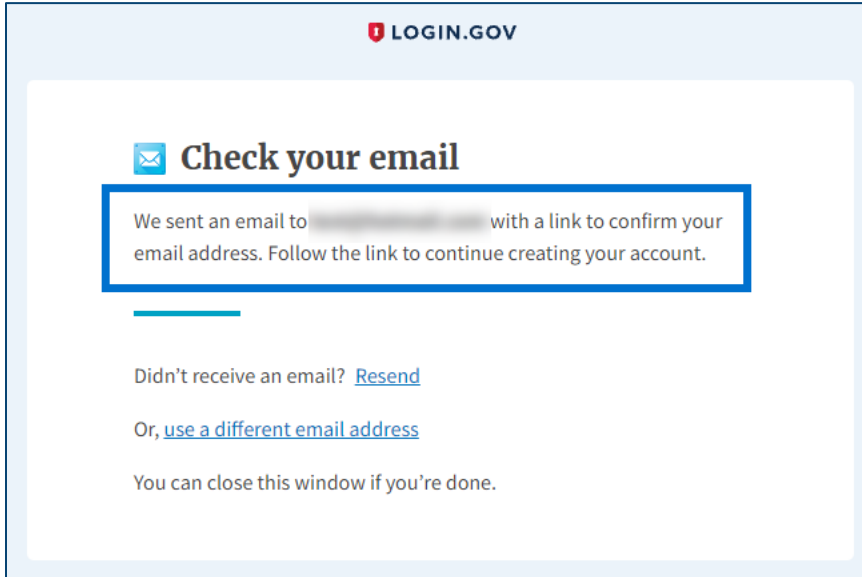 LOGIN.GOV
Check your email
We sent an email to with a link to confirm your
email address. Follow the link to continue creating your account.
Didn’t receive an email? Resend
Or, use a different email address
You can close this window if you’re done.